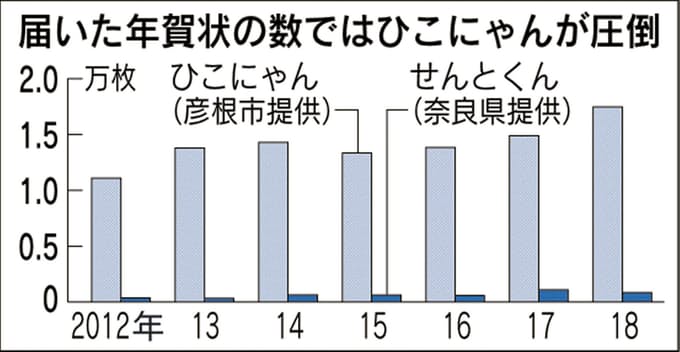 届いた年賀状の数ではひこにゃんが圧倒
2.0 万枚
ひこにゃん
(彦根市提供)
せんとくん
(奈良県提供)
1.5
1.0
0.5
0
2012年 13 14 15 16 17 18